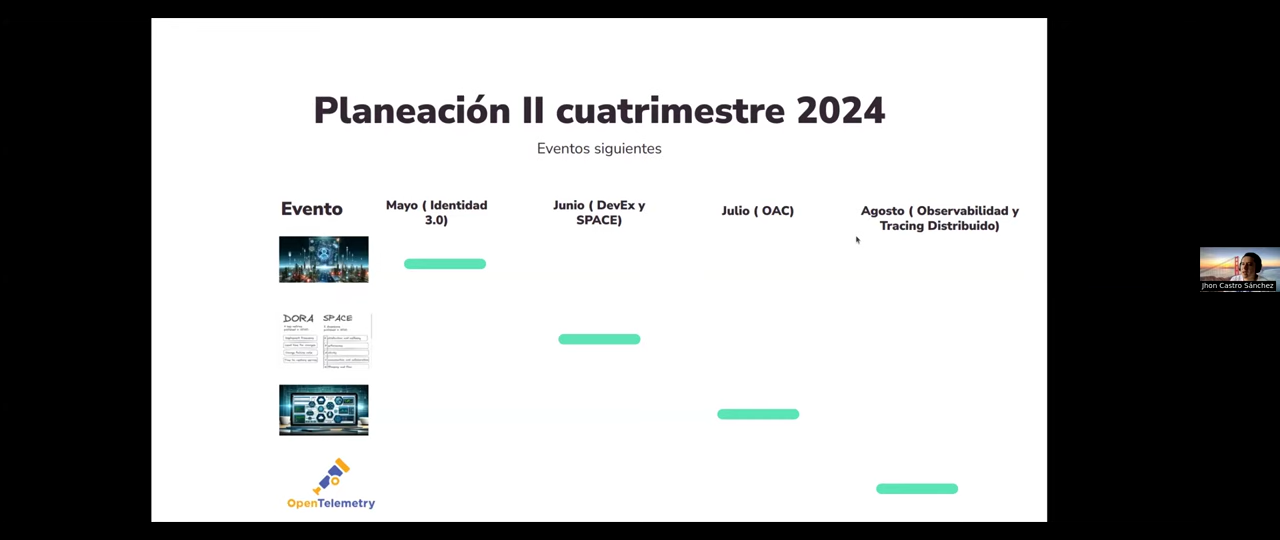 Planeación II cuatrimestre 2024
Eventos siguientes
Evento
Mayo ( Identidad
3.0)
Junio ( DevEx y
SPACE)
Julio ( OAC)
Agosto ( Observabilidad y
Tracing Distribuido)
DORA
SPACE
OpenTelemetry
Jhon Castro Sánchez